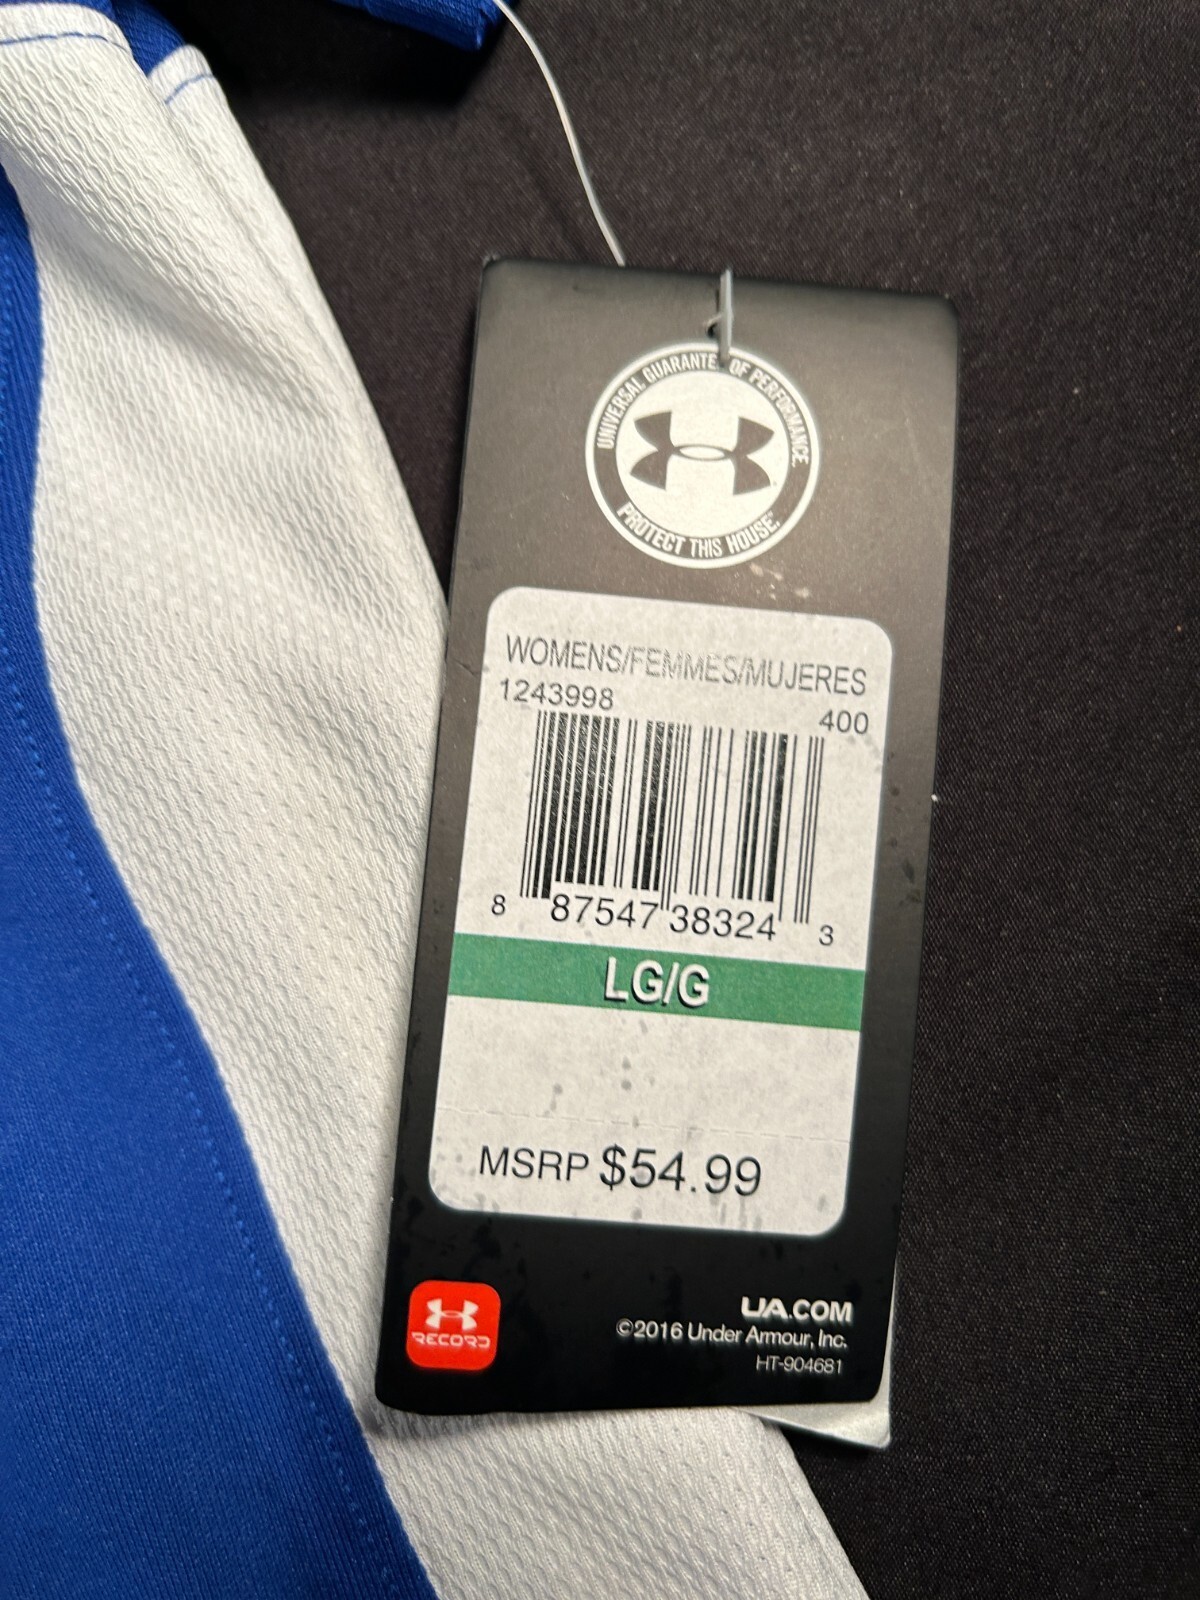 UNIVERSAL GUARANTEE OF PERFORMANCE.
PROTECT THIS HOUSE.
WOMENS/FEMMES/MUJERES
1243998
400
8 87547 38324 3
LG/G
MSRP $54.99
RECORD
UA.COM
©2016 Under Armour, Inc.
HT-904681